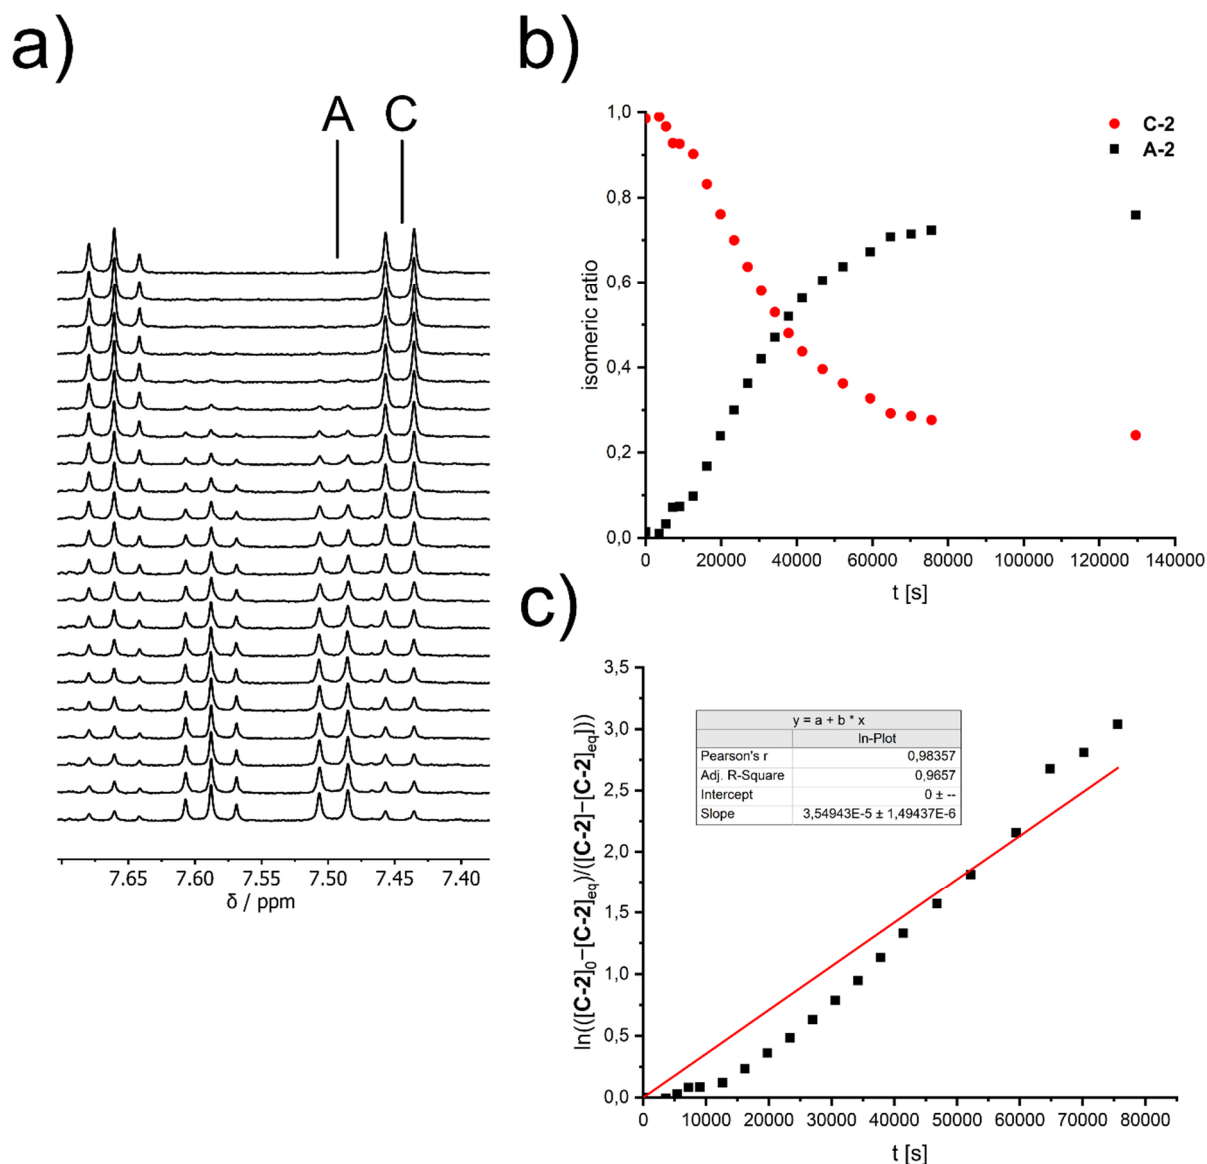 a)
A C
7.65 7.60 7.55 7.50 7.45 7.40
δ / ppm
b)
1,0
0,8
0,6
0,4
0,2
0,0
isomeric ratio
C-2
A-2
0 20000 40000 60000 80000 100000 120000 140000
t [s]
c)
3,5
3,0
2,5
2,0
1,5
1,0
0,5
0,0
ln(([C-2]0−[C-2]eq)/([C-2]−[C-2]eq]))
y = a + b * x
ln-Plot
Pearson's r 0,98357
Adj. R-Square 0,9657
Intercept 0 ± --
Slope 3,54943E-5 ± 1,49437E-6
0 10000 20000 30000 40000 50000 60000 70000 80000
t [s]